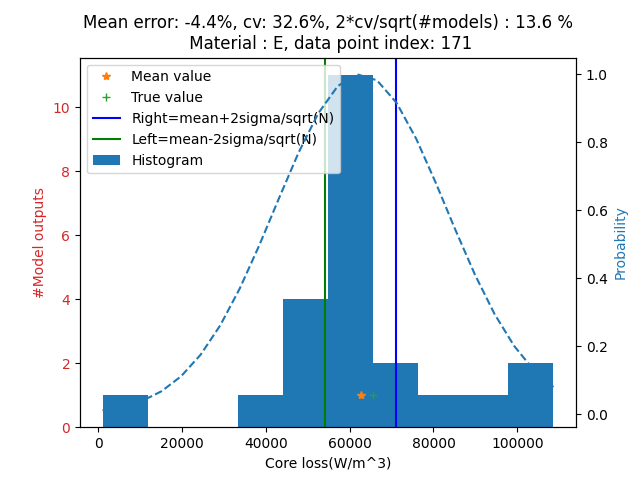 Mean error: -4.4%, cv: 32.6%, 2*cv/sqrt(#models) : 13.6 %
Material : E, data point index: 171
Mean value
True value
Right=mean+2sigma/sqrt(N)
Left=mean-2sigma/sqrt(N)
Histogram
#Model outputs
10
8
6
4
2
0
1.0
0.8
0.6
0.4
0.2
0.0
Probability
0 20000 40000 60000 80000 100000
Core loss(W/m^3)